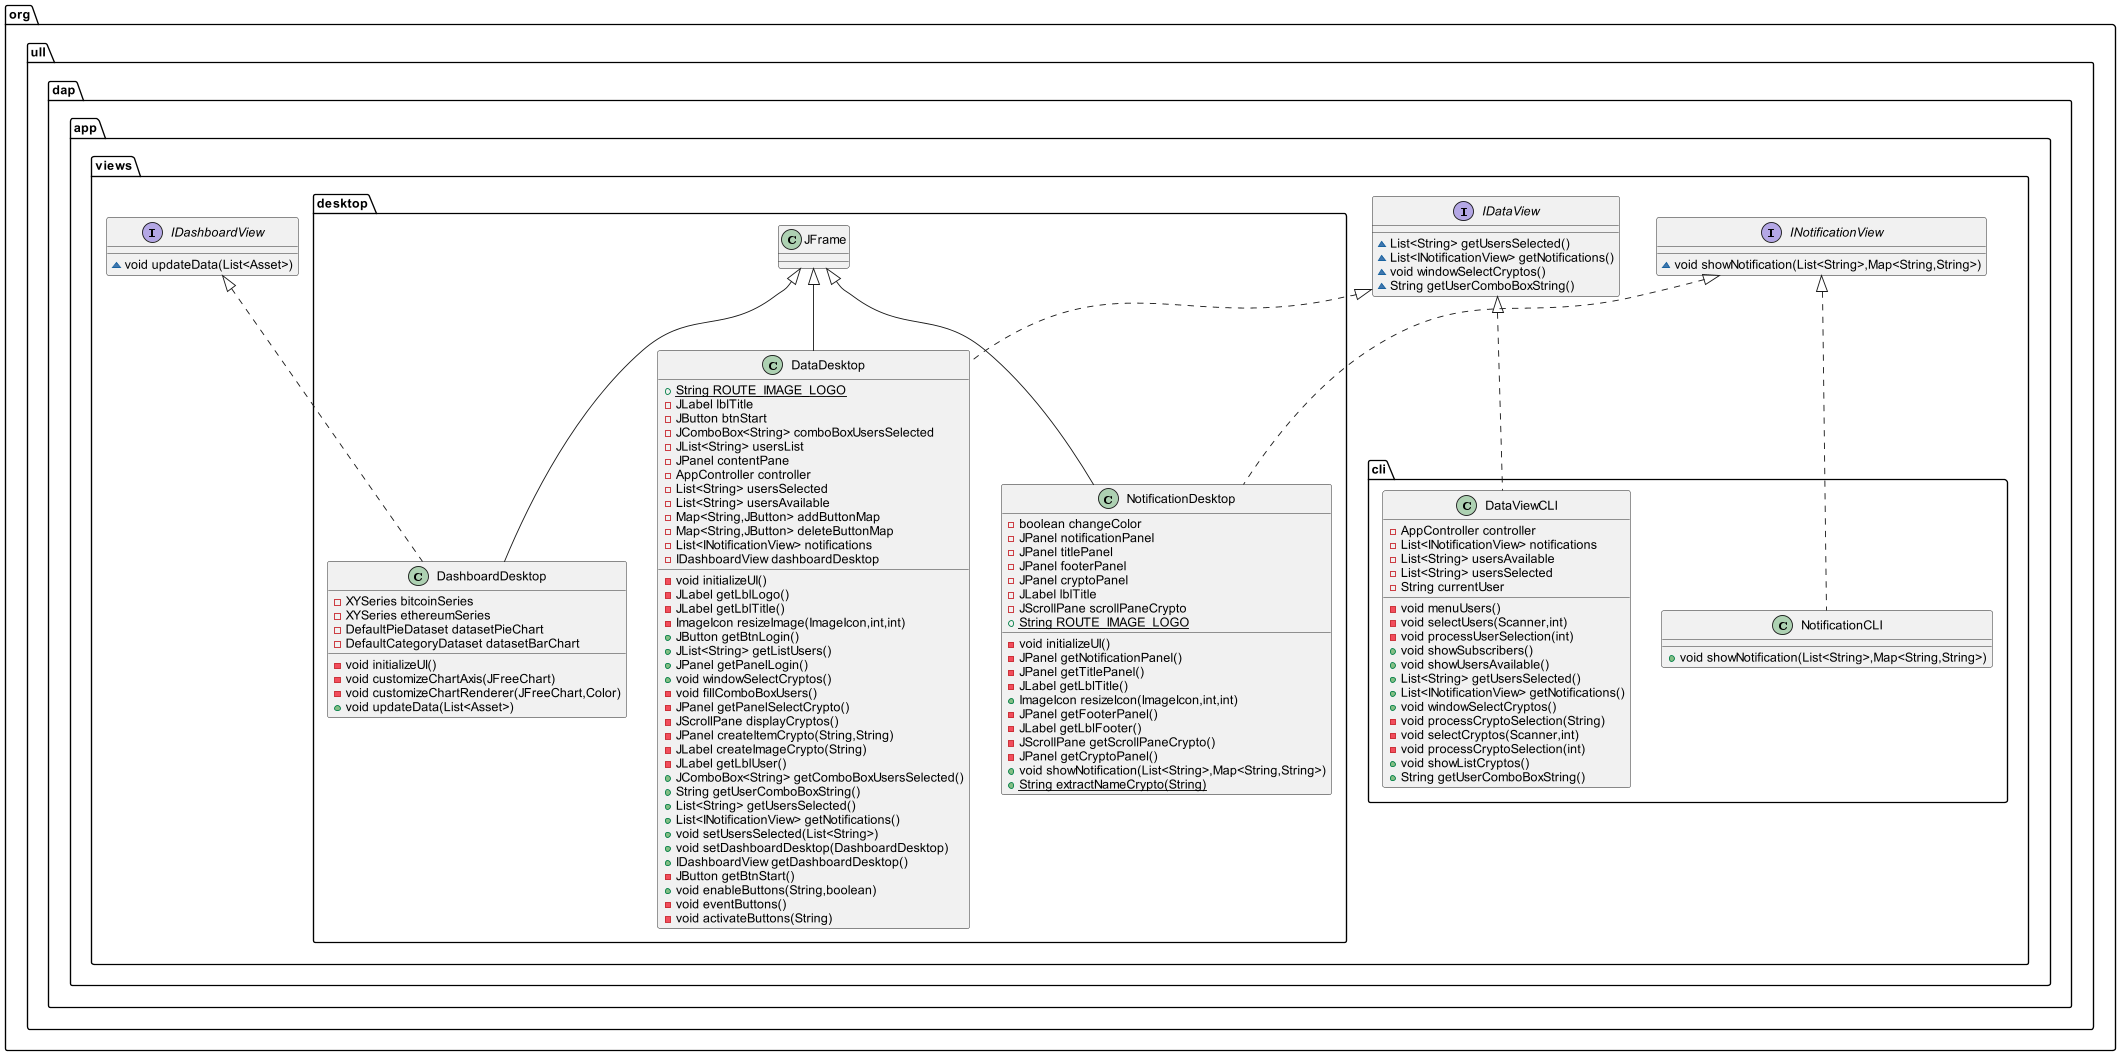 org
ull
dap
app
views
desktop
IDashboardView
void updateData(List<Asset>)
JFrame
IDataView
List<String> getUsersSelected()
List<INotificationView> getNotifications()
void windowSelectCryptos()
String getUserComboBoxString()
INotificationView
void showNotification(List<String>,Map<String,String>)
DataDesktop
String ROUTE_IMAGE_LOGO
JLabel lblTitle
JButton btnStart
JComboBox<String> comboBoxUsersSelected
JList<String> usersList
JPanel contentPane
AppController controller
List<String> usersSelected
List<String> usersAvailable
Map<String,JButton> addButtonMap
Map<String,JButton> deleteButtonMap
List<INotificationView> notifications
IDashboardView dashboardDesktop
void initializeUI()
JLabel getLblLogo()
JLabel getLblTitle()
ImageIcon resizeImage(ImageIcon,int,int)
JButton getBtnLogin()
JList<String> getListUsers()
JPanel getPanelLogin()
void windowSelectCryptos()
void fillComboBoxUsers()
JPanel getPanelSelectCrypto()
JScrollPane displayCryptos()
JPanel createItemCrypto(String,String)
JLabel createImageCrypto(String)
JLabel getLblUser()
JComboBox<String> getComboBoxUsersSelected()
String getUserComboBoxString()
List<String> getUsersSelected()
List<INotificationView> getNotifications()
void setUsersSelected(List<String>)
void setDashboardDesktop(DashboardDesktop)
IDashboardView getDashboardDesktop()
JButton getBtnStart()
void enableButtons(String,boolean)
void eventButtons()
void activateButtons(String)
DashboardDesktop
XYSeries bitcoinSeries
XYSeries ethereumSeries
DefaultPieDataset datasetPieChart
DefaultCategoryDataset datasetBarChart
void initializeUI()
void customizeChartAxis(JFreeChart)
void customizeChartRenderer(JFreeChart,Color)
void updateData(List<Asset>)
NotificationDesktop
boolean changeColor
JPanel notificationPanel
JPanel titlePanel
JPanel footerPanel
JPanel cryptoPanel
JLabel lblTitle
JScrollPane scrollPaneCrypto
String ROUTE_IMAGE_LOGO
void initializeUI()
JPanel getNotificationPanel()
JPanel getTitlePanel()
JLabel getLblTitle()
ImageIcon resizeIcon(ImageIcon,int,int)
JPanel getFooterPanel()
JLabel getLblFooter()
JScrollPane getScrollPaneCrypto()
JPanel getCryptoPanel()
void showNotification(List<String>,Map<String,String>)
String extractNameCrypto(String)
cli
DataViewCLI
AppController controller
List<INotificationView> notifications
List<String> usersAvailable
List<String> usersSelected
String currentUser
void menuUsers()
void selectUsers(Scanner,int)
void processUserSelection(int)
void showSubscribers()
void showUsersAvailable()
List<String> getUsersSelected()
List<INotificationView> getNotifications()
void windowSelectCryptos()
void processCryptoSelection(String)
void selectCryptos(Scanner,int)
void processCryptoSelection(int)
void showListCryptos()
String getUserComboBoxString()
NotificationCLI
void showNotification(List<String>,Map<String,String>)